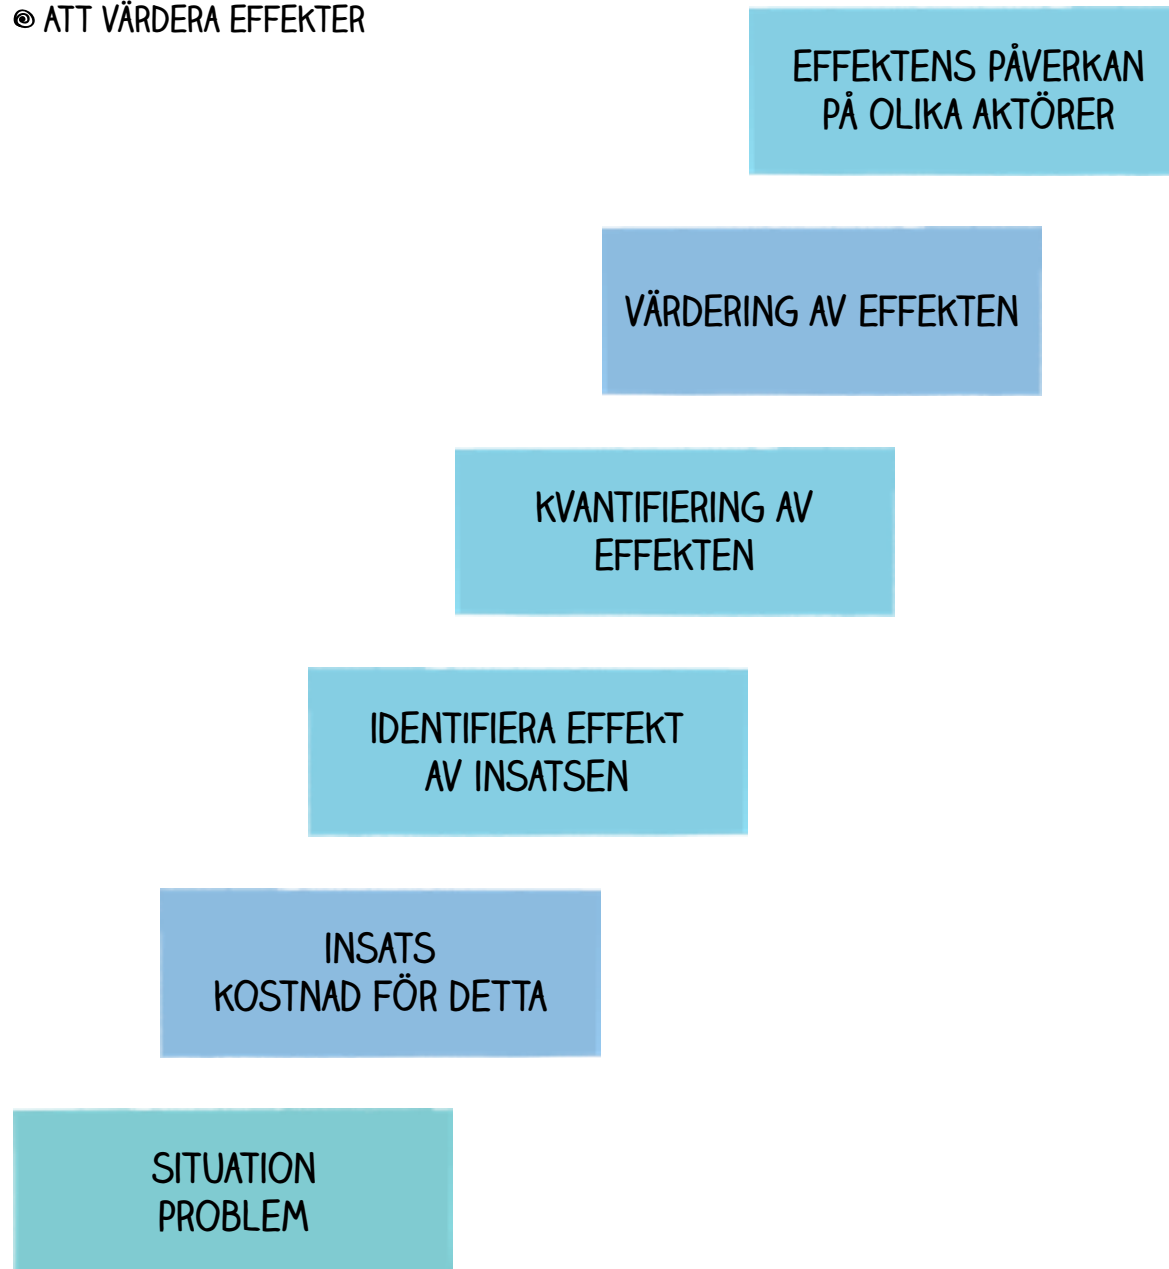 ATT VÄRDERA EFFEKTER
EFFEKTENS PÅVERKAN
PÅ OLIKA AKTÖRER
VÄRDERING AV EFFEKTEN
KVANTIFIERING AV
EFFEKTEN
IDENTIFIERA EFFEKT
AV INSATSEN
INSATS
KOSTNAD FÖR DETTA
SITUATION
PROBLEM